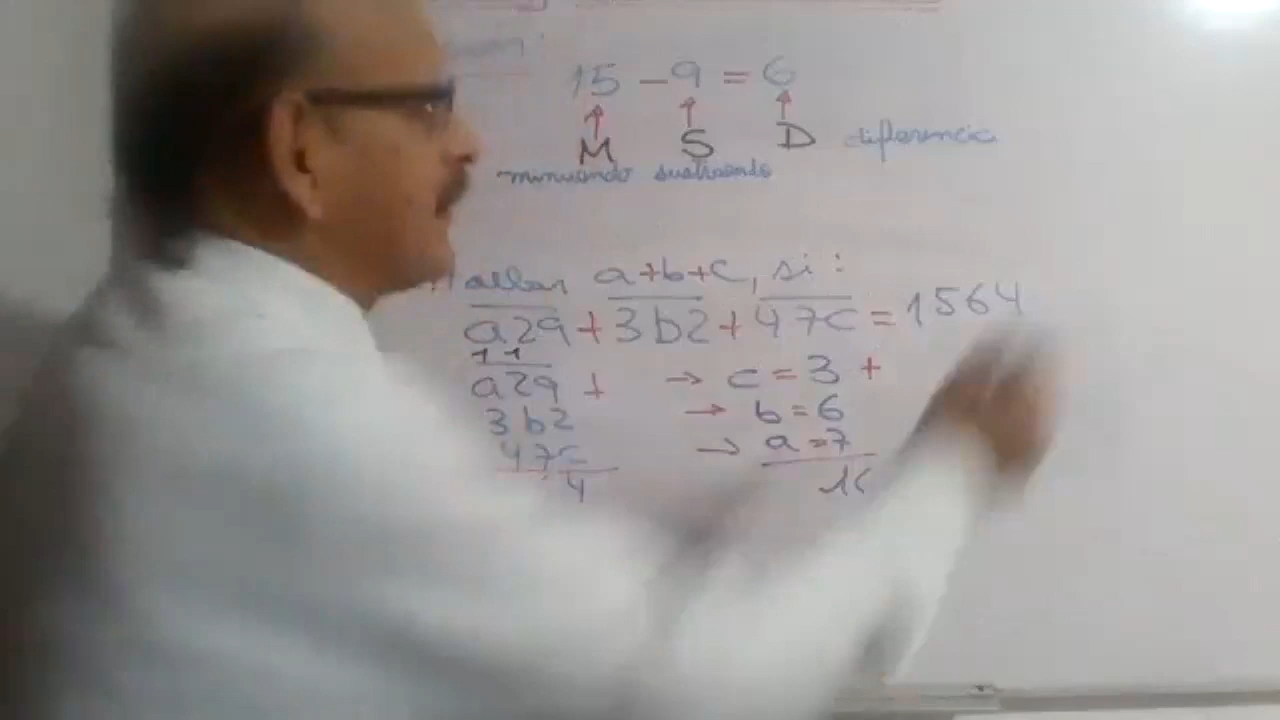 15 - 9 = 6
M S D diferencia
minuendo sustraendo
a+b+c, si:
a29 + 3b2 + 47c = 1564
11
a29 + → c = 3 +
3b2 → b = 6
47c → a = 7
4 16